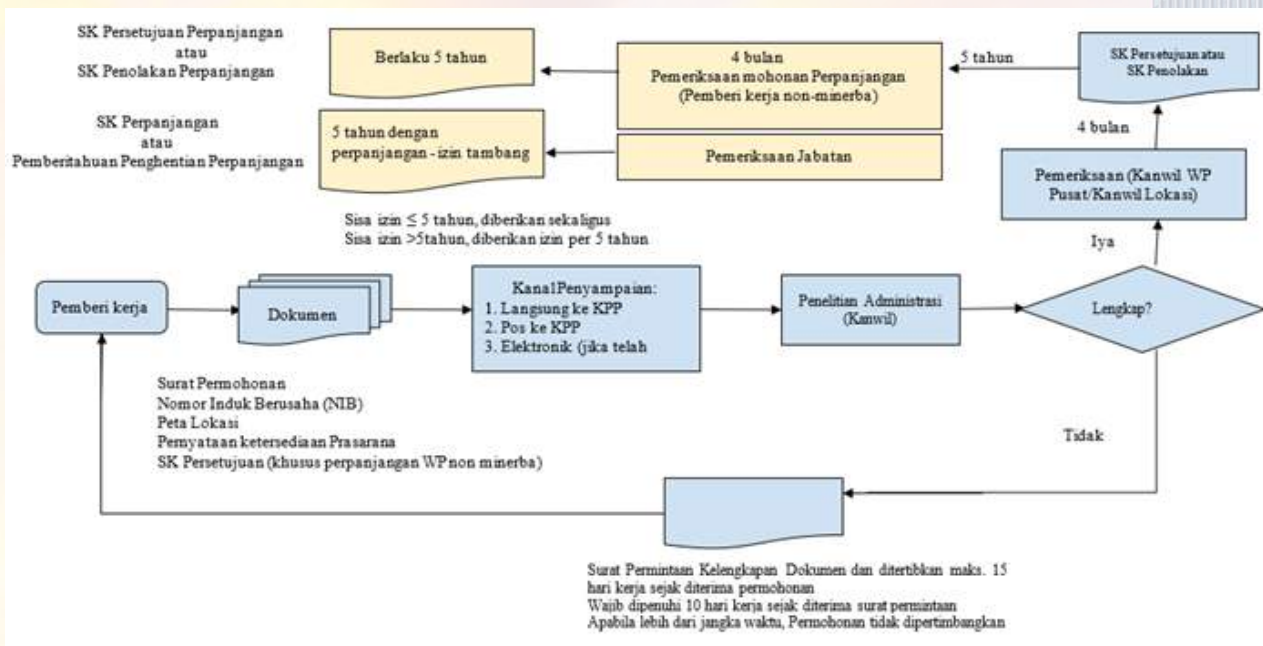 SK Persetujuan Perpanjangan
atau
SK Penolakan Perpanjangan
Berlaku 5 tahun
4 bulan
Pemeriksaan mohonan Perpanjangan
(Pemberi kerja non-minerba)
5 tahun
SK Persetujuan atau
SK Penolakan
SK Perpanjangan
atau
Pemberitahuan Penghentian Perpanjangan
5 tahun dengan
perpanjangan - izin tambang
Pemeriksaan Jabatan
4 bulan
Pemeriksaan (Kanwil WP
Pusat/Kanwil Lokasi)
Sisa izin ≤ 5 tahun, diberikan sekaligus
Sisa izin >5tahun, diberikan izin per 5 tahun
Iya
Pemberi kerja
Dokumen
Kanal Penyampaian:
1. Langsung ke KPP
2. Pos ke KPP
3. Elektronik (jika telah
Penelitian Administrasi
(Kanwil)
Lengkap?
Surat Permohonan
Nomor Induk Berusaha (NIB)
Peta Lokasi
Pernyataan ketersediaan Prasarana
SK Persetujuan (khusus perpanjangan WP non minerba)
Tidak
Surat Permintaan Kelengkapan Dokumen dan ditertibkan maks. 15
hari kerja sejak diterima permohonan
Wajib dipenuhi 10 hari kerja sejak diterima surat permintaan
Apabila lebih dari jangka waktu, Permohonan tidak dipertimbangkan